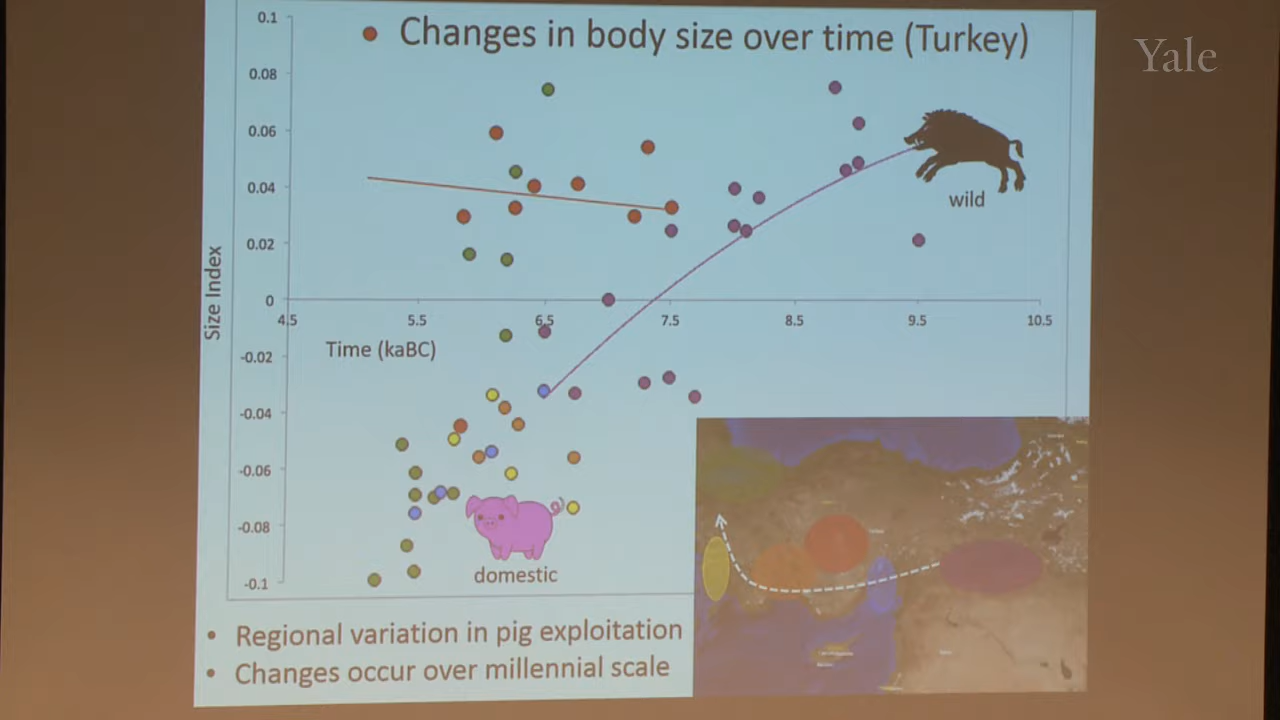 Changes in body size over time (Turkey)
Yale
0.1
0.08
0.06
0.04
0.02
0
-0.02
-0.04
-0.06
-0.08
-0.1
Size Index
4.5
5.5
6.5
7.5
8.5
9.5
10.5
Time (kaBC)
wild
domestic
• Regional variation in pig exploitation
• Changes occur over millennial scale